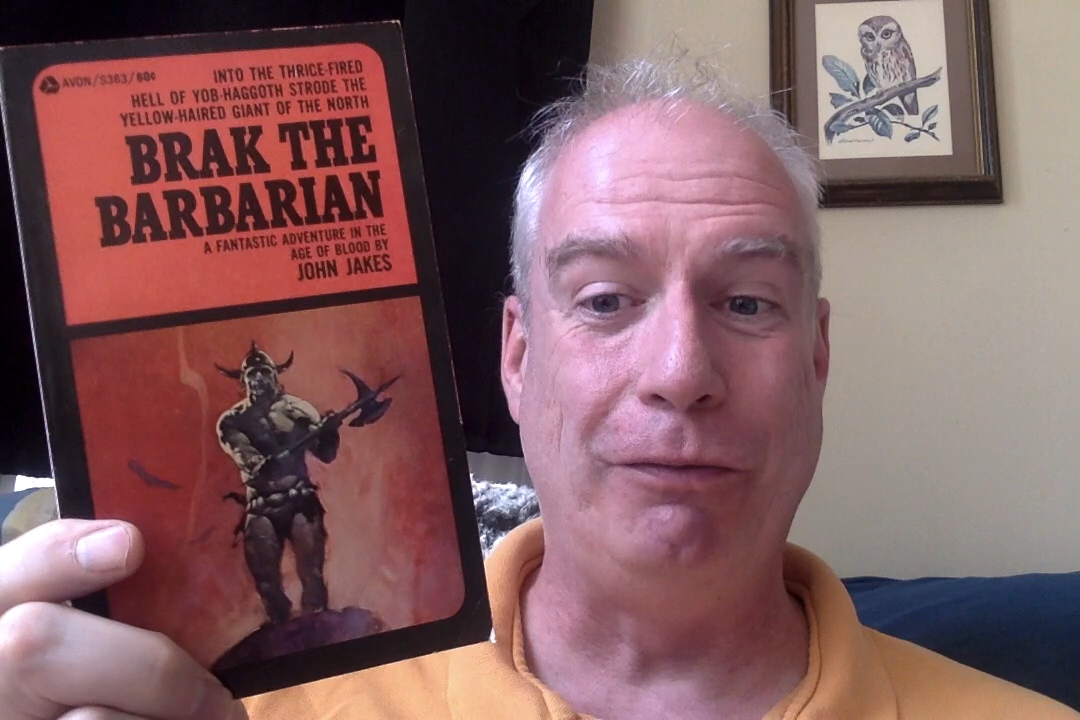 AVON/S363/60¢
INTO THE THRICE-FIRED
HELL OF YOB-HAGGOTH STRODE THE
YELLOW-HAIRED GIANT OF THE NORTH
BRAK THE
BARBARIAN
A FANTASTIC ADVENTURE IN THE
AGE OF BLOOD BY
JOHN JAKES